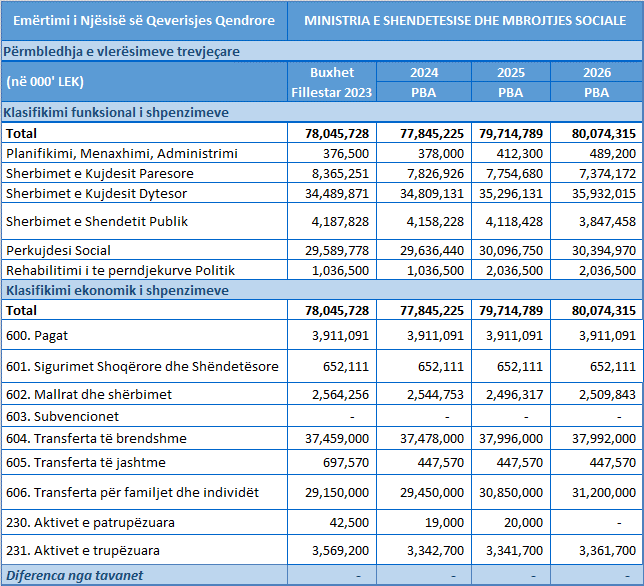 Emërtimi i Njësisë së Qeverisjes Qendrore MINISTRIA E SHENDETESISE DHE MBROJTJES SOCIALE
Përmbledhja e vlerësimeve trevjeçare
(në 000' LEK) Buxhet Fillestar 2023 2024 PBA 2025 PBA 2026 PBA
Klasifikimi funksional i shpenzimeve
Total 78,045,728 77,845,225 79,714,789 80,074,315
Planifikimi, Menaxhimi, Administrimi 376,500 378,000 412,300 489,200
Sherbimet e Kujdesit Paresore 8,365,251 7,826,926 7,754,680 7,374,172
Sherbimet e Kujdesit Dytesor 34,489,871 34,809,131 35,296,131 35,932,015
Sherbimet e Shendetit Publik 4,187,828 4,158,228 4,118,428 3,847,458
Perkujdesi Social 29,589,778 29,636,440 30,096,750 30,394,970
Rehabilitimi i te perndjekurve Politik 1,036,500 1,036,500 2,036,500 2,036,500
Klasifikimi ekonomik i shpenzimeve
Total 78,045,728 77,845,225 79,714,789 80,074,315
600. Pagat 3,911,091 3,911,091 3,911,091 3,911,091
601. Sigurimet Shoqërore dhe Shëndetësore 652,111 652,111 652,111 652,111
602. Mallrat dhe shërbimet 2,564,256 2,544,753 2,496,317 2,509,843
603. Subvencionet - - - -
604. Transferta të brendshme 37,459,000 37,478,000 37,996,000 37,992,000
605. Transferta të jashtme 697,570 447,570 447,570 447,570
606. Transferta për familjet dhe individët 29,150,000 29,450,000 30,850,000 31,200,000
230. Aktivet e patrupëzuara 42,500 19,000 20,000 -
231. Aktivet e trupëzuara 3,569,200 3,342,700 3,341,700 3,361,700
Diferenca nga tavanet - - - -